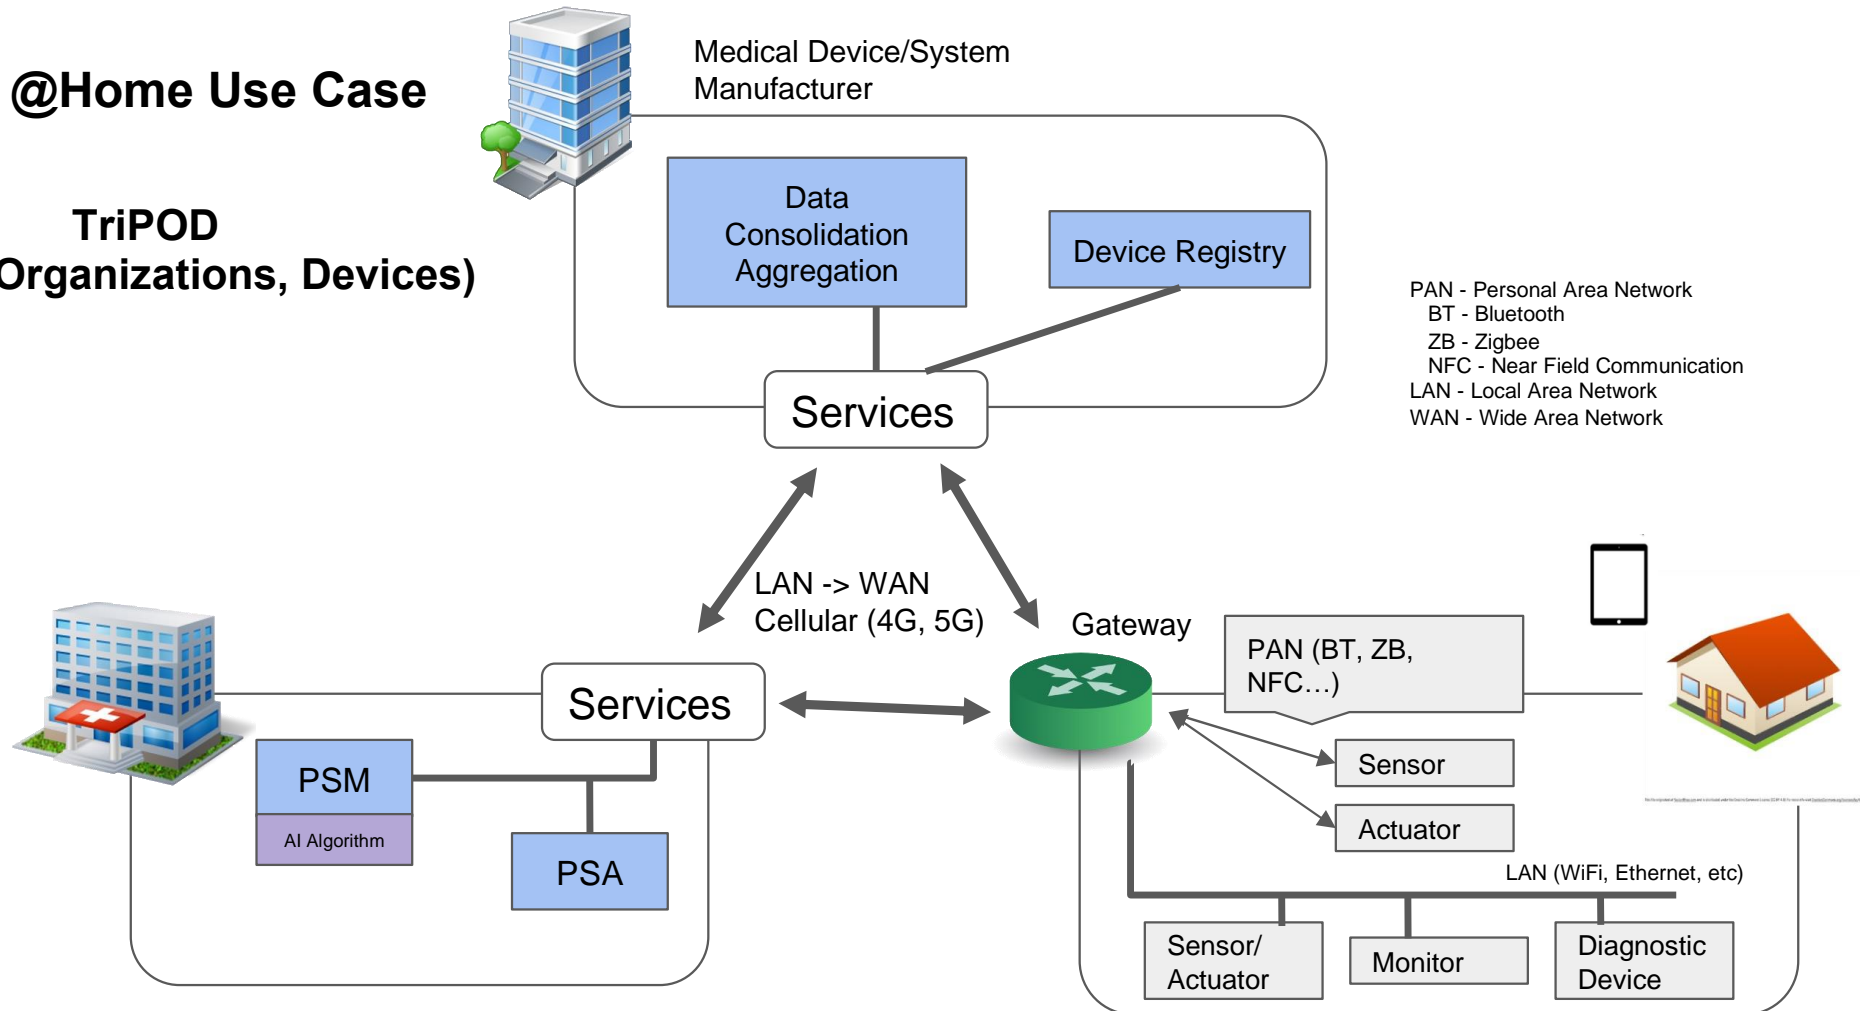 @Home Use Case
TriPOD
Organizations, Devices)
Medical Device/System
Manufacturer
Data
Consolidation
Aggregation
Device Registry
Services
PAN - Personal Area Network
BT - Bluetooth
ZB - Zigbee
NFC - Near Field Communication
LAN - Local Area Network
WAN - Wide Area Network
LAN -> WAN
Cellular (4G, 5G)
Services
PSM
AI Algorithm
PSA
Gateway
PAN (BT, ZB,
NFC…)
Sensor
Actuator
LAN (WiFi, Ethernet, etc)
Sensor/
Actuator
Monitor
Diagnostic
Device